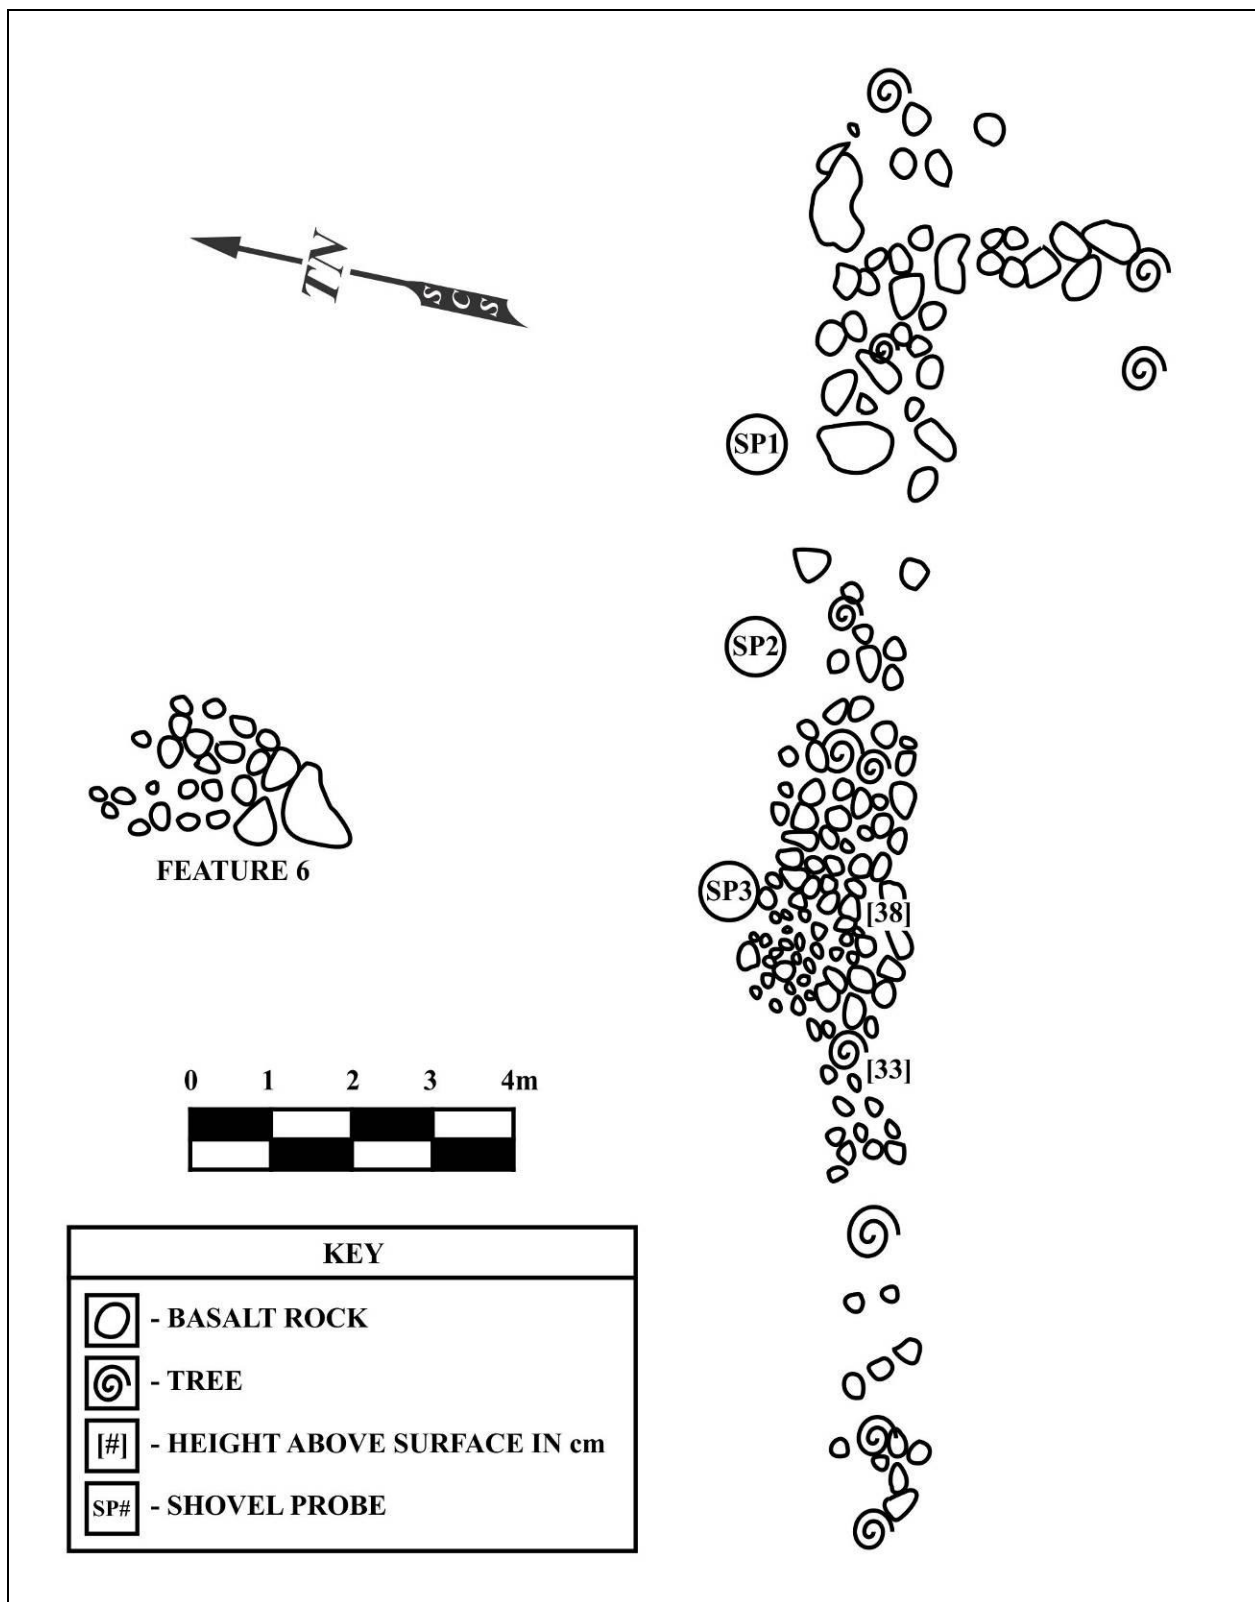 TN
SCS
SP1
SP2
FEATURE 6
SP3
[38]
[33]
0 1 2 3 4m
KEY
- BASALT ROCK
- TREE
[#] - HEIGHT ABOVE SURFACE IN cm
SP# - SHOVEL PROBE